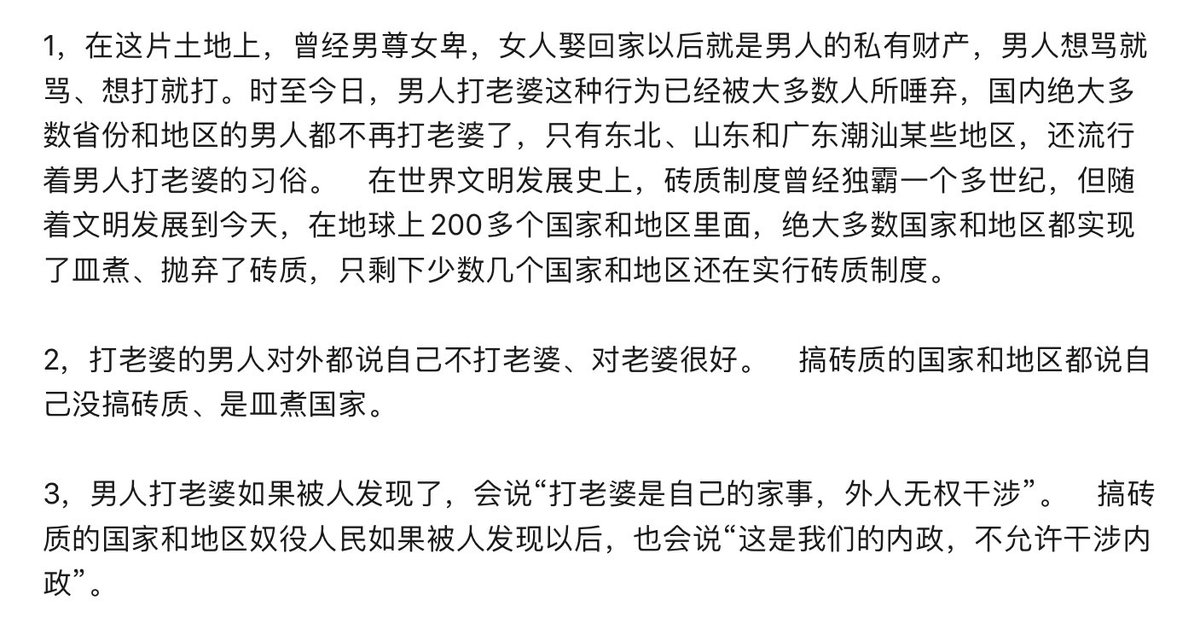 1，在这片土地上，曾经男尊女卑，女人娶回家以后就是男人的私有财产，男人想骂就
骂、想打就打。时至今日，男人打老婆这种行为已经被大多数人所唾弃，国内绝大多
数省份和地区的男人都不再打老婆了，只有东北、山东和广东潮汕某些地区，还流行
着男人打老婆的习俗。　在世界文明发展史上，砖质制度曾经独霸一个多世纪，但随
着文明发展到今天，在地球上200多个国家和地区里面，绝大多数国家和地区都实现
了皿煮、抛弃了砖质，只剩下少数几个国家和地区还在实行砖质制度。
2，打老婆的男人对外都说自己不打老婆、对老婆很好。　搞砖质的国家和地区都说自
己没搞砖质、是皿煮国家。
3，男人打老婆如果被人发现了，会说“打老婆是自己的家事，外人无权干涉”。　搞砖
质的国家和地区奴役人民如果被人发现以后，也会说“这是我们的内政，不允许干涉内
政”。